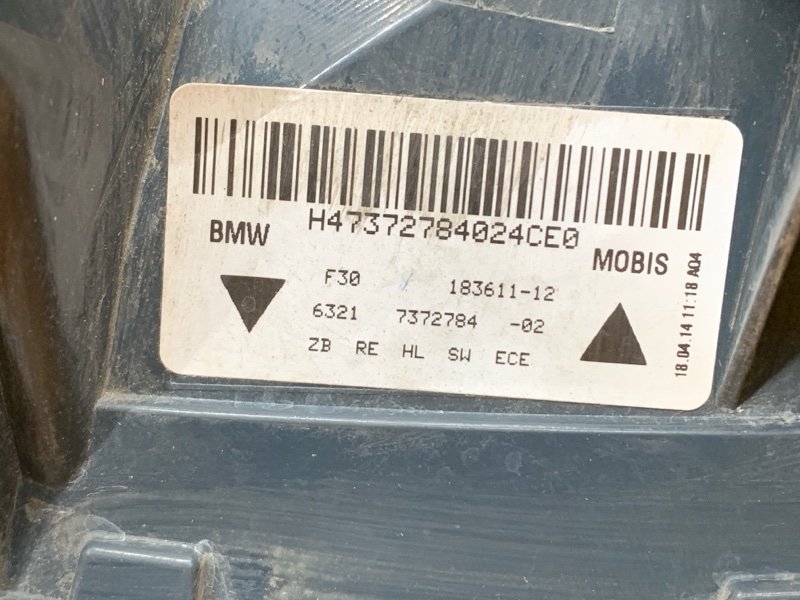 H47372784024CE0
BMW
MOBIS
F30 183611-12
6321 7372784 -02
ZB RE HL SW ECE
18.04.14 11:18 A04